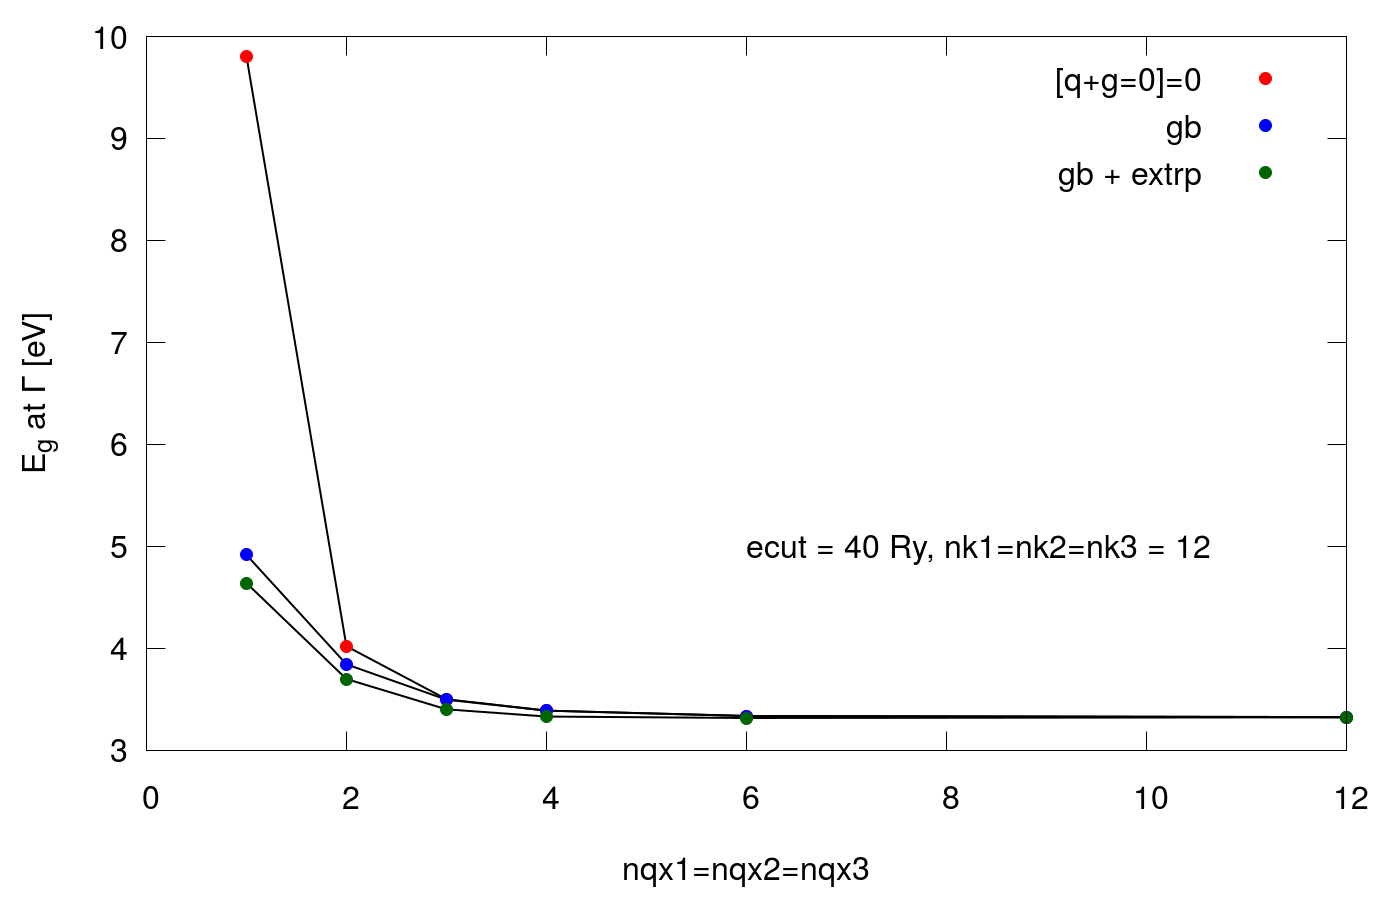 10
9
8
7
6
5
4
3
E_g at Γ [eV]
[q+g=0]=0
gb
gb + extrp
ecut = 40 Ry, nk1=nk2=nk3 = 12
0 2 4 6 8 10 12
nqx1=nqx2=nqx3